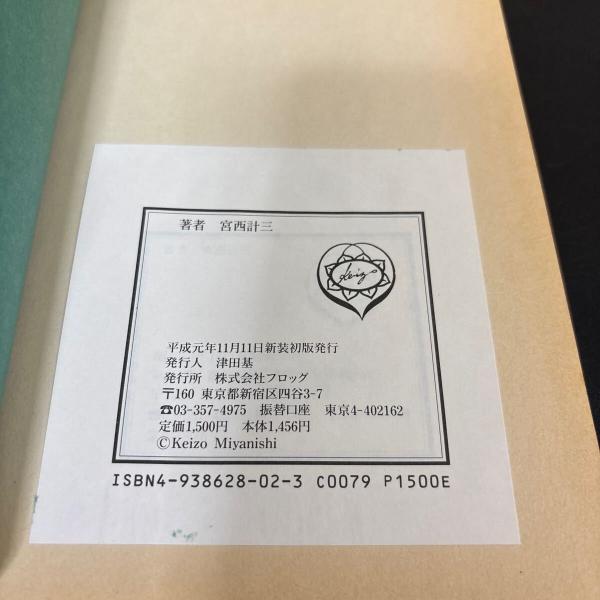 著者 宮西計三
Keizo
平成元年11月11日新装初版発行
発行人 津田基
発行所 株式会社フロッグ
〒160 東京都新宿区四谷3-7
☎03-357-4975 振替口座 東京4-402162
定価1,500円 本体1,456円
©Keizo Miyanishi
ISBN4-938628-02-3 C0079 P1500E